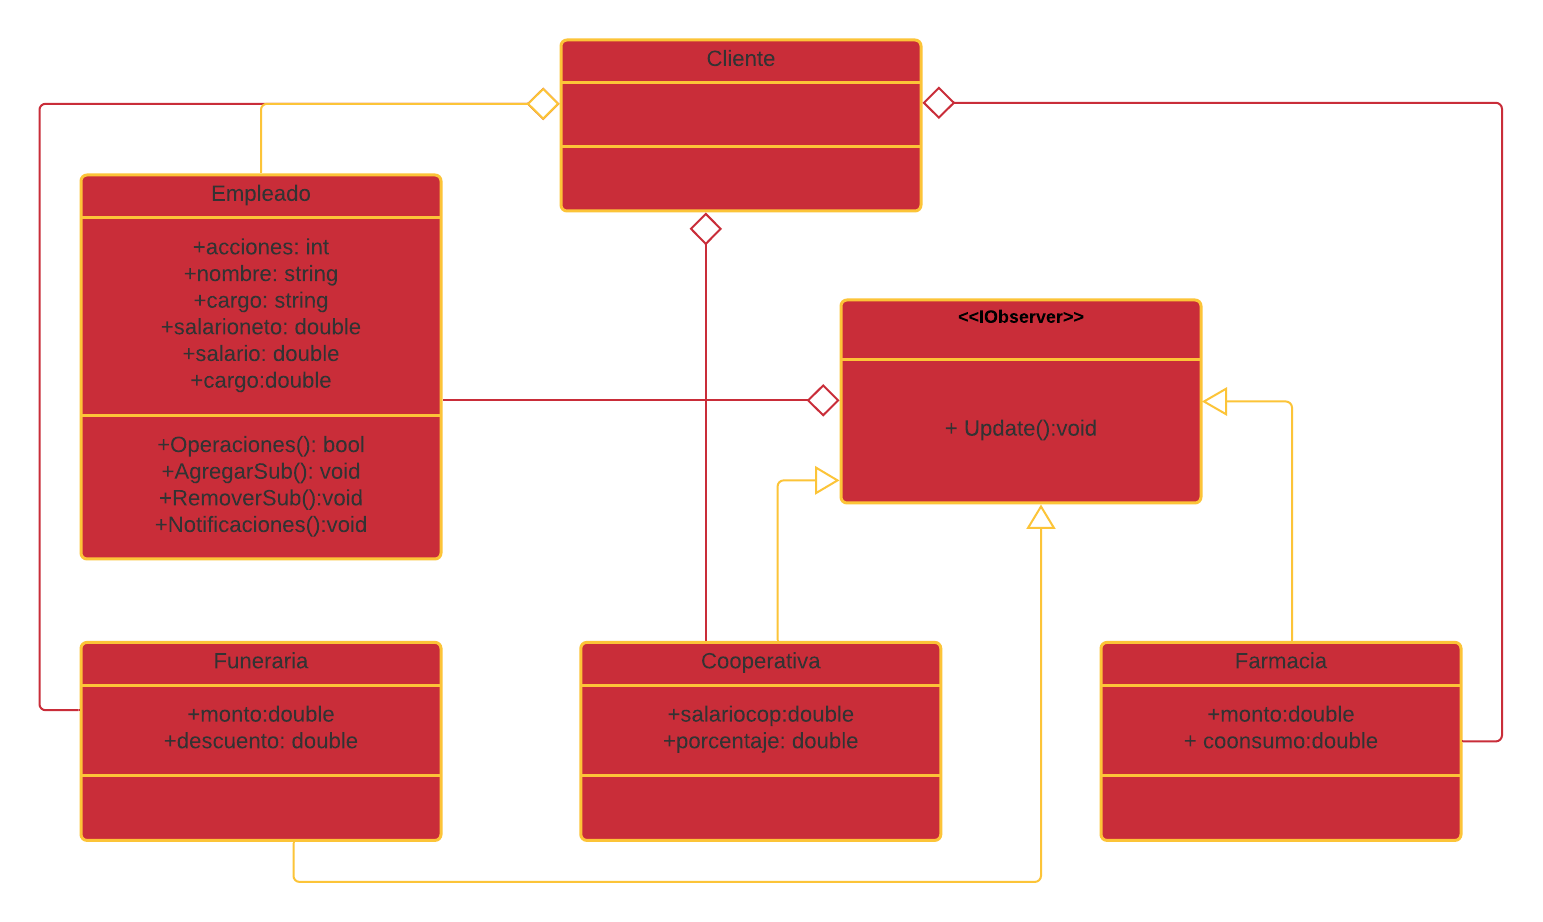 Cliente
Empleado
+acciones: int
+nombre: string
+cargo: string
+salarioneto: double
+salario: double
+cargo:double
+Operaciones(): bool
+AgregarSub(): void
+RemoverSub():void
+Notificaciones():void
<<IObserver>>
+ Update():void
Funeraria
+monto:double
+descuento: double
Cooperativa
+salariocop:double
+porcentaje: double
Farmacia
+monto:double
+ coonsumo:double